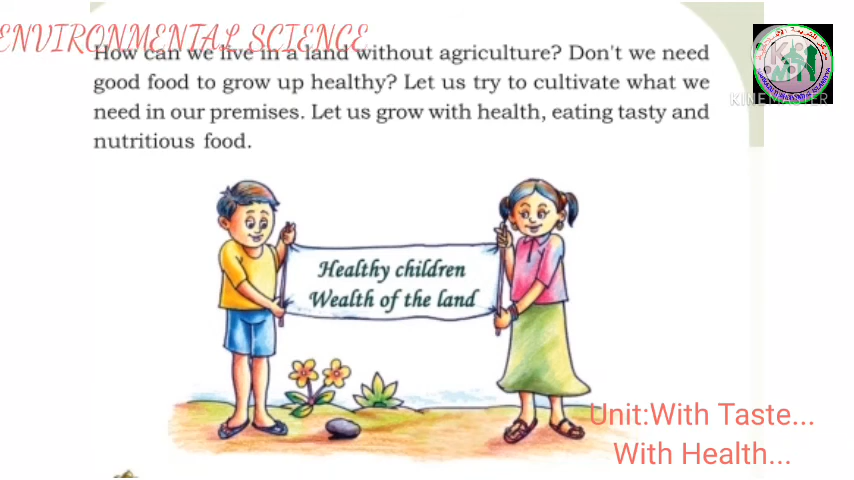 ENVIRONMENTAL SCIENCE
How can we live in a land without agriculture? Don't we need
good food to grow up healthy? Let us try to cultivate what we
need in our premises. Let us grow with health, eating tasty and
nutritious food.
KINEMASTER
Healthy children
Wealth of the land
Unit:With Taste...
With Health...